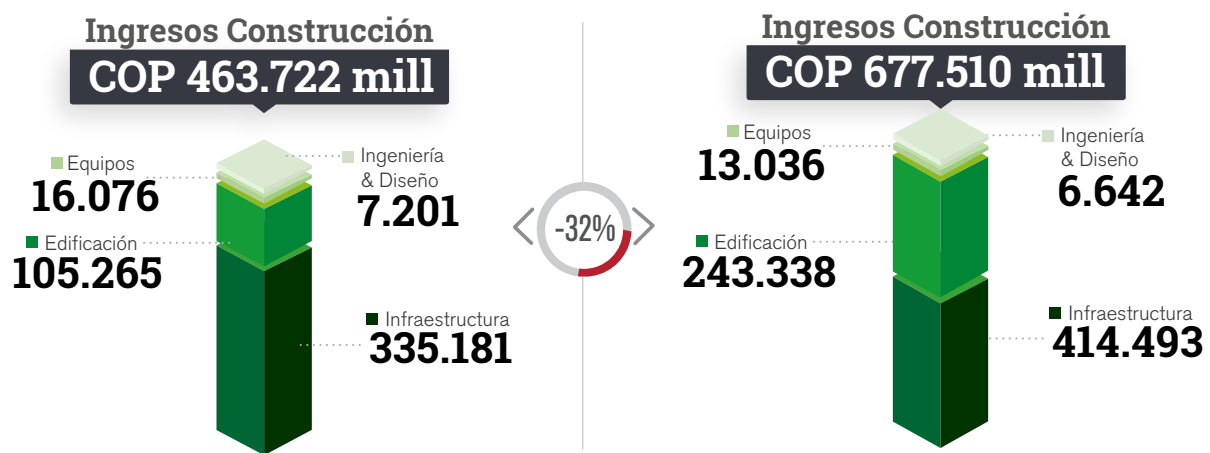 Ingresos Construcción
COP 463.722 mill
Equipos
16.076
Ingeniería
& Diseño
7.201
Edificación
105.265
Infraestructura
335.181
-32%
Ingresos Construcción
COP 677.510 mill
Equipos
13.036
Ingeniería
& Diseño
6.642
Edificación
243.338
Infraestructura
414.493